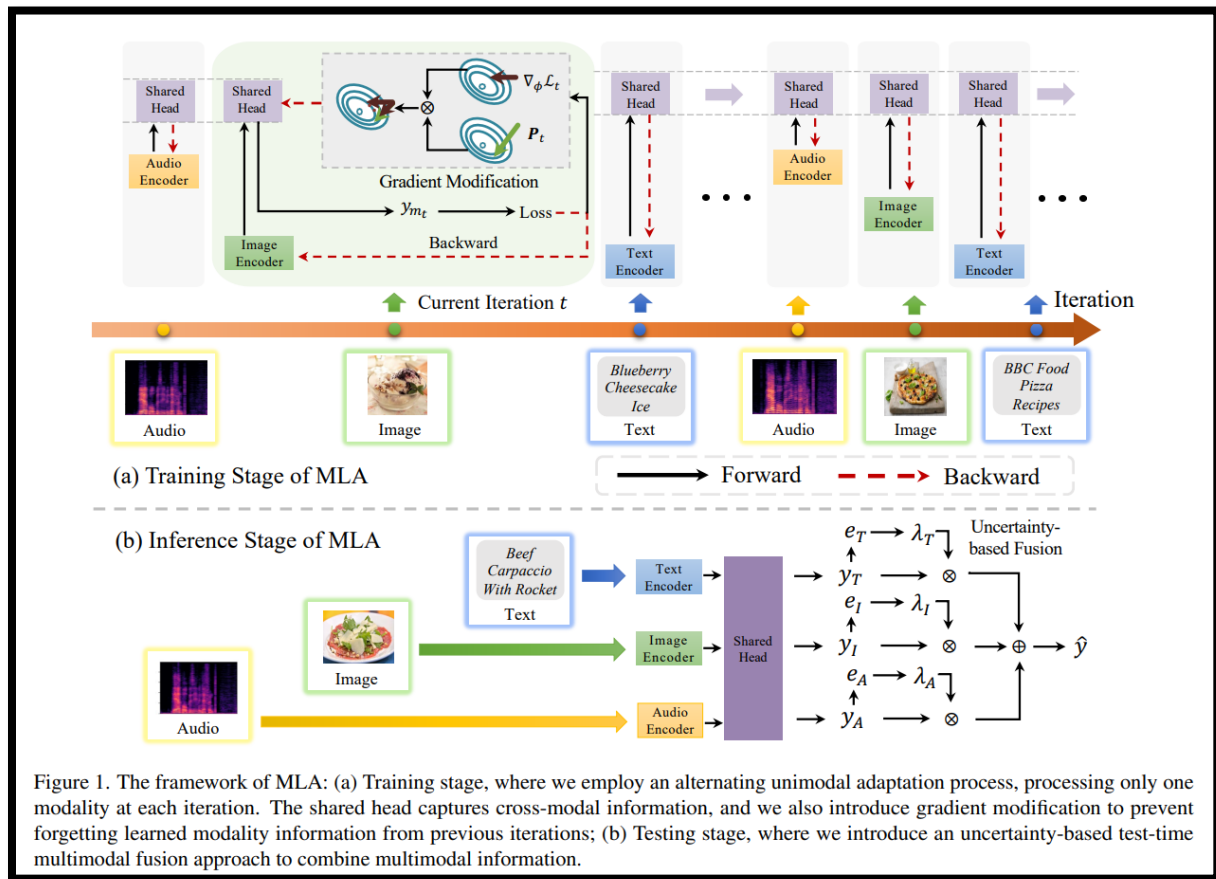 Shared Head
Shared Head
Audio Encoder
Image Encoder
∇ϕℒt
⊗
Pt
Gradient Modification
ymt
Loss
Backward
Shared Head
Text Encoder
• • •
Shared Head
Audio Encoder
Shared Head
Image Encoder
Shared Head
Text Encoder
• • •
Current Iteration t
Iteration
Audio
Image
Blueberry
Cheesecake
Ice
Text
Audio
Image
BBC Food
Pizza
Recipes
Text
(a) Training Stage of MLA
Forward
Backward
(b) Inference Stage of MLA
Beef
Carpaccio
With Rocket
Text
Image
Audio
Text Encoder
Image Encoder
Audio Encoder
Shared Head
eT λT
Uncertainty-
based Fusion
yT ⊗
eI λI
yI ⊗ ⊕ ŷ
eA λA
yA ⊗
Figure 1. The framework of MLA: (a) Training stage, where we employ an alternating unimodal adaptation process, processing only one
modality at each iteration. The shared head captures cross-modal information, and we also introduce gradient modification to prevent
forgetting learned modality information from previous iterations; (b) Testing stage, where we introduce an uncertainty-based test-time
multimodal fusion approach to combine multimodal information.